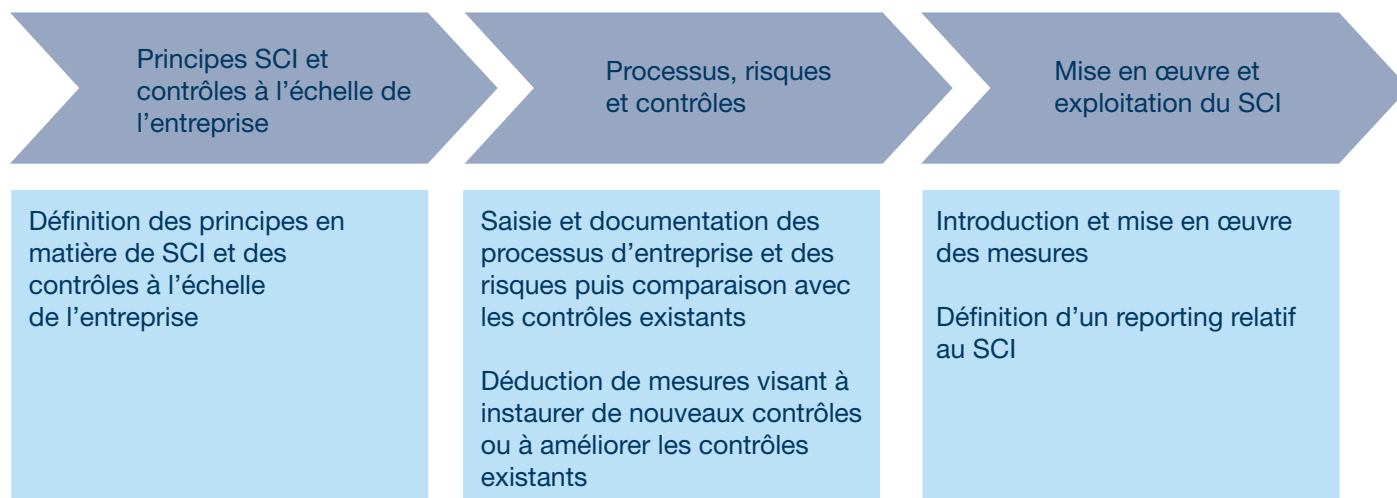 Principes SCI et
contrôles à l’échelle de
l’entreprise
Processus, risques
et contrôles
Mise en œuvre et
exploitation du SCI
Définition des principes en
matière de SCI et des
contrôles à l’échelle
de l’entreprise
Saisie et documentation des
processus d’entreprise et des
risques puis comparaison avec
les contrôles existants
Déduction de mesures visant à
instaurer de nouveaux contrôles
ou à améliorer les contrôles
existants
Introduction et mise en œuvre
des mesures
Définition d’un reporting relatif
au SCI